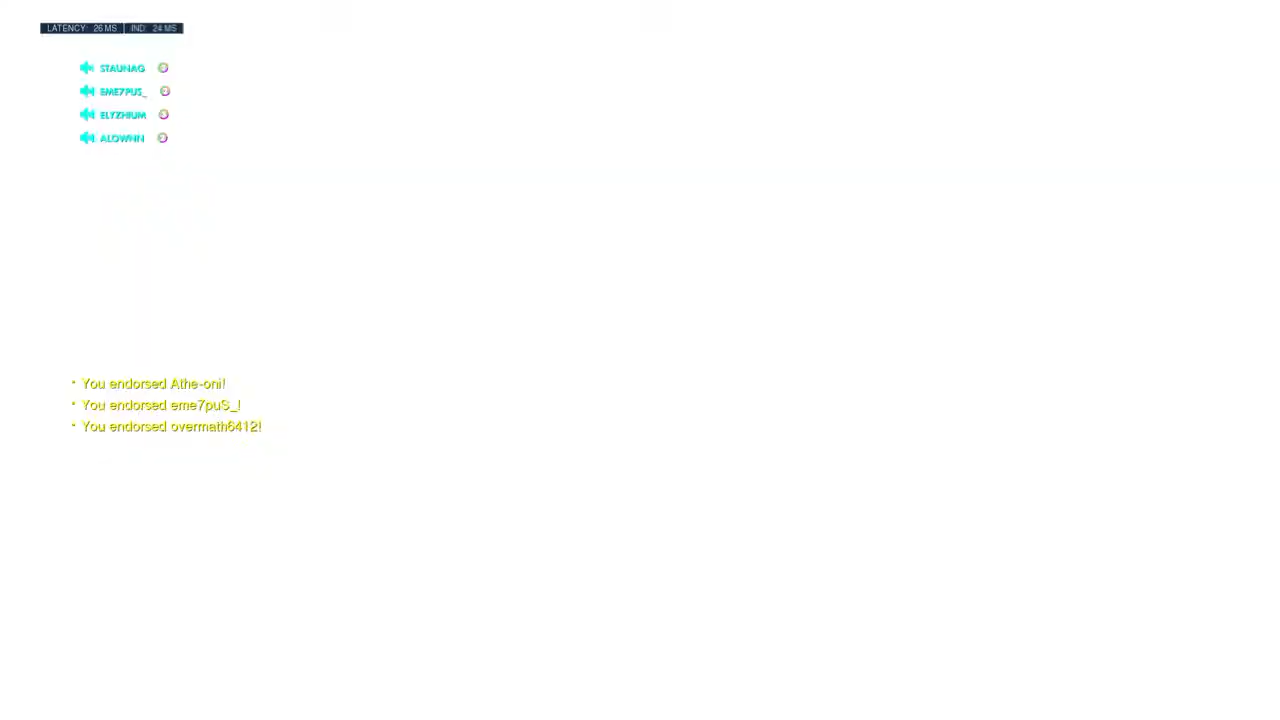 LATENCY: 26 MS IND: 24 MS
STAUNAG
EME7PUS_
ELYZHIUM
ALOWNN
• You endorsed Athe-oni!
• You endorsed eme7puS_!
• You endorsed overmath6412!